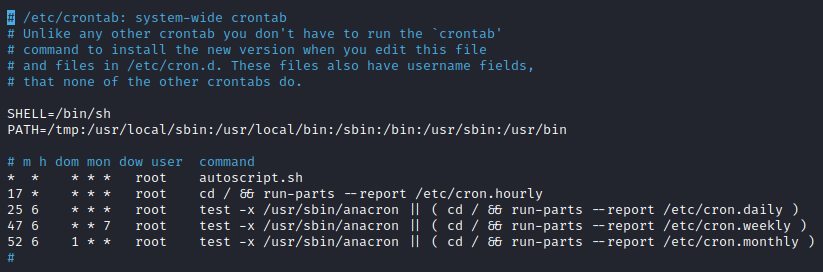 # /etc/crontab: system-wide crontab
# Unlike any other crontab you don't have to run the `crontab'
# command to install the new version when you edit this file
# and files in /etc/cron.d. These files also have username fields,
# that none of the other crontabs do.
SHELL=/bin/sh
PATH=/tmp:/usr/local/sbin:/usr/local/bin:/sbin:/bin:/usr/sbin:/usr/bin
# m h dom mon dow user  command
*  *    * * *   root    autoscript.sh
17 *    * * *   root    cd / && run-parts --report /etc/cron.hourly
25 6    * * *   root    test -x /usr/sbin/anacron || ( cd / && run-parts --report /etc/cron.daily )
47 6    * * 7   root    test -x /usr/sbin/anacron || ( cd / && run-parts --report /etc/cron.weekly )
52 6    1 * *   root    test -x /usr/sbin/anacron || ( cd / && run-parts --report /etc/cron.monthly )
#